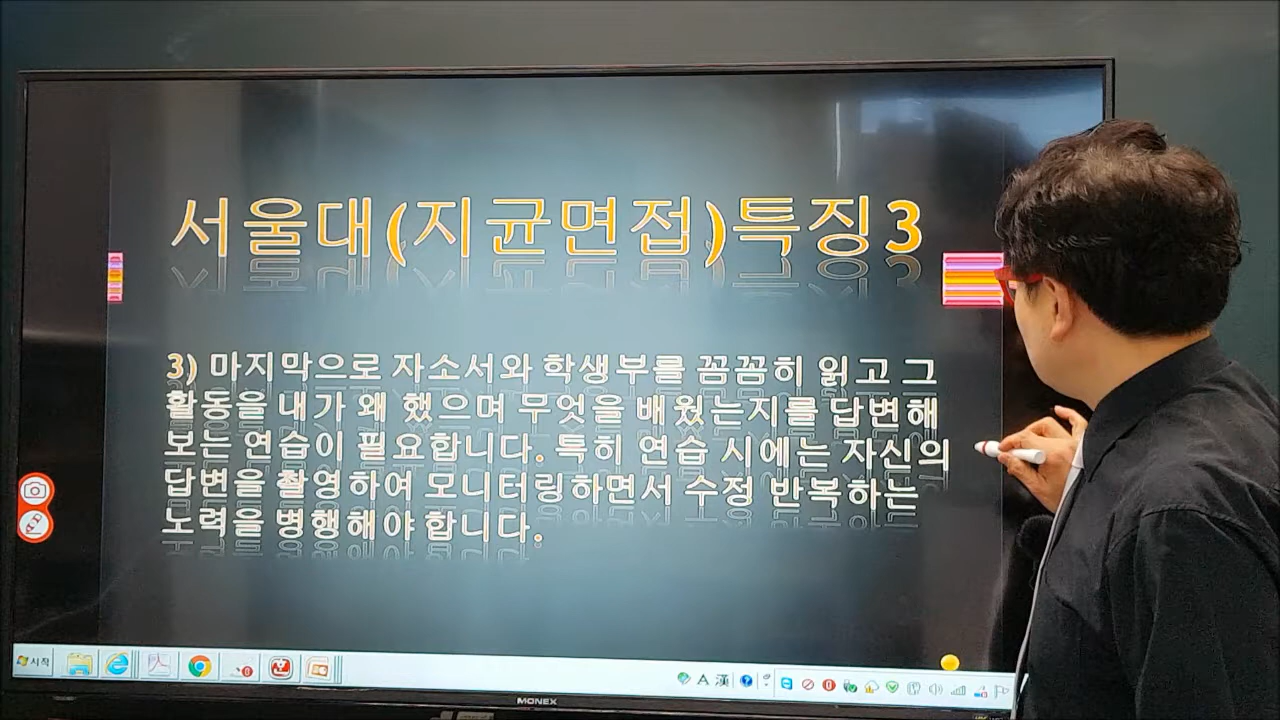 서울대(지균면접)특징3
3) 마지막으로 자소서와 학생부를 꼼꼼히 읽고 그
활동을 내가 왜 했으며 무엇을 배웠는지를 답변해
보는 연습이 필요합니다. 특히 연습 시에는 자신의
답변을 촬영하여 모니터링하면서 수정 반복하는
노력을 병행해야 합니다.
시작
A 漢
MONEX